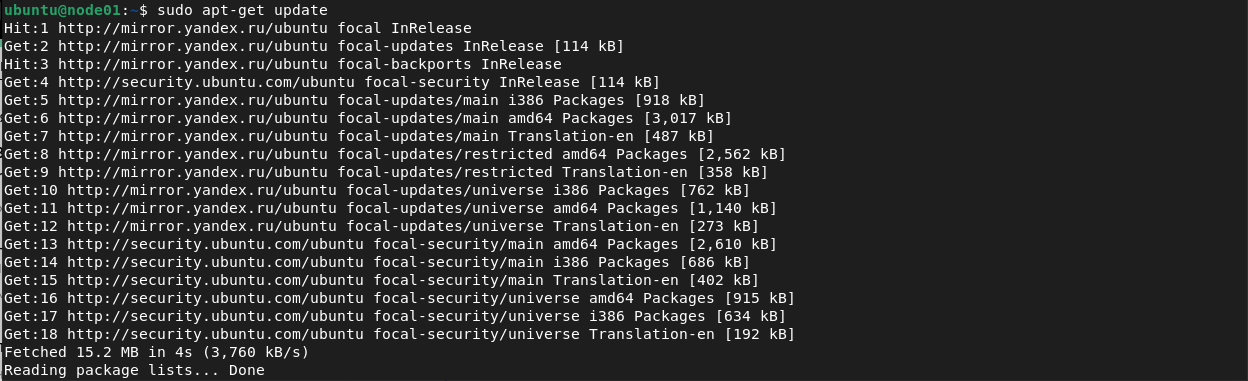 ubuntu@node01:~$ sudo apt-get update
Hit:1 http://mirror.yandex.ru/ubuntu focal InRelease
Get:2 http://mirror.yandex.ru/ubuntu focal-updates InRelease [114 kB]
Hit:3 http://mirror.yandex.ru/ubuntu focal-backports InRelease
Get:4 http://security.ubuntu.com/ubuntu focal-security InRelease [114 kB]
Get:5 http://mirror.yandex.ru/ubuntu focal-updates/main i386 Packages [918 kB]
Get:6 http://mirror.yandex.ru/ubuntu focal-updates/main amd64 Packages [3,017 kB]
Get:7 http://mirror.yandex.ru/ubuntu focal-updates/main Translation-en [487 kB]
Get:8 http://mirror.yandex.ru/ubuntu focal-updates/restricted amd64 Packages [2,562 kB]
Get:9 http://mirror.yandex.ru/ubuntu focal-updates/restricted Translation-en [358 kB]
Get:10 http://mirror.yandex.ru/ubuntu focal-updates/universe i386 Packages [762 kB]
Get:11 http://mirror.yandex.ru/ubuntu focal-updates/universe amd64 Packages [1,140 kB]
Get:12 http://mirror.yandex.ru/ubuntu focal-updates/universe Translation-en [273 kB]
Get:13 http://security.ubuntu.com/ubuntu focal-security/main amd64 Packages [2,610 kB]
Get:14 http://security.ubuntu.com/ubuntu focal-security/main i386 Packages [686 kB]
Get:15 http://security.ubuntu.com/ubuntu focal-security/main Translation-en [402 kB]
Get:16 http://security.ubuntu.com/ubuntu focal-security/universe amd64 Packages [915 kB]
Get:17 http://security.ubuntu.com/ubuntu focal-security/universe i386 Packages [634 kB]
Get:18 http://security.ubuntu.com/ubuntu focal-security/universe Translation-en [192 kB]
Fetched 15.2 MB in 4s (3,760 kB/s)
Reading package lists... Done